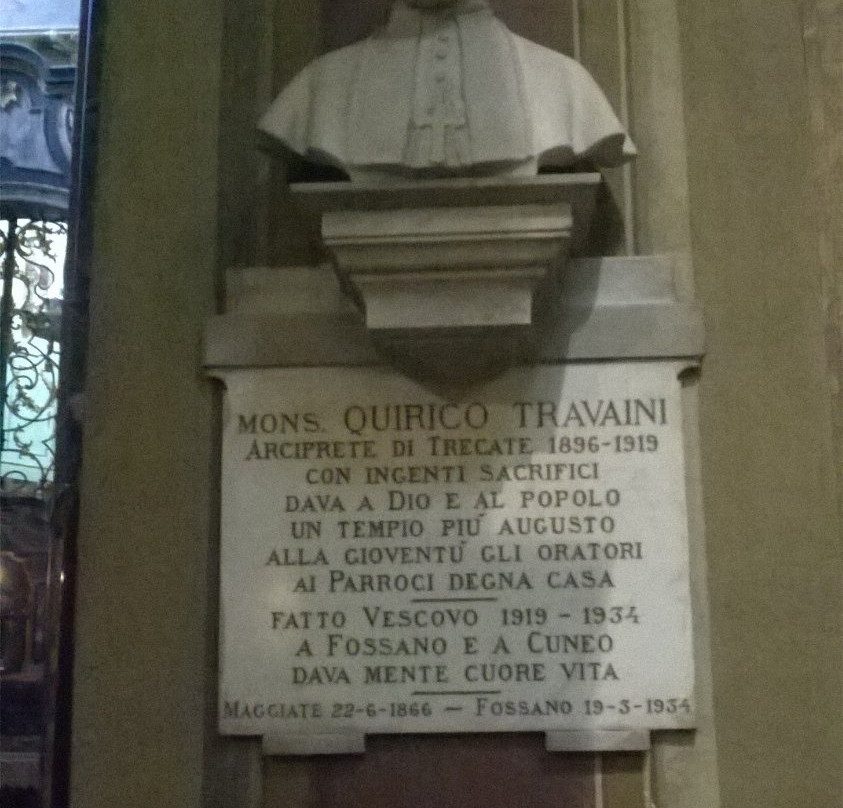 MONS. QUIRICO TRAVAINI
ARCIPRETE DI TRECATE 1896-1919
CON INGENTI SACRIFICI
DAVA A DIO E AL POPOLO
UN TEMPIO PIÚ AUGUSTO
ALLA GIOVENTÚ GLI ORATORI
AI PARROCI DEGNA CASA
FATTO VESCOVO 1919 - 1934
A FOSSANO E A CUNEO
DAVA MENTE CUORE VITA
MAGGIATE 22-6-1866 — FOSSANO 19-3-1934